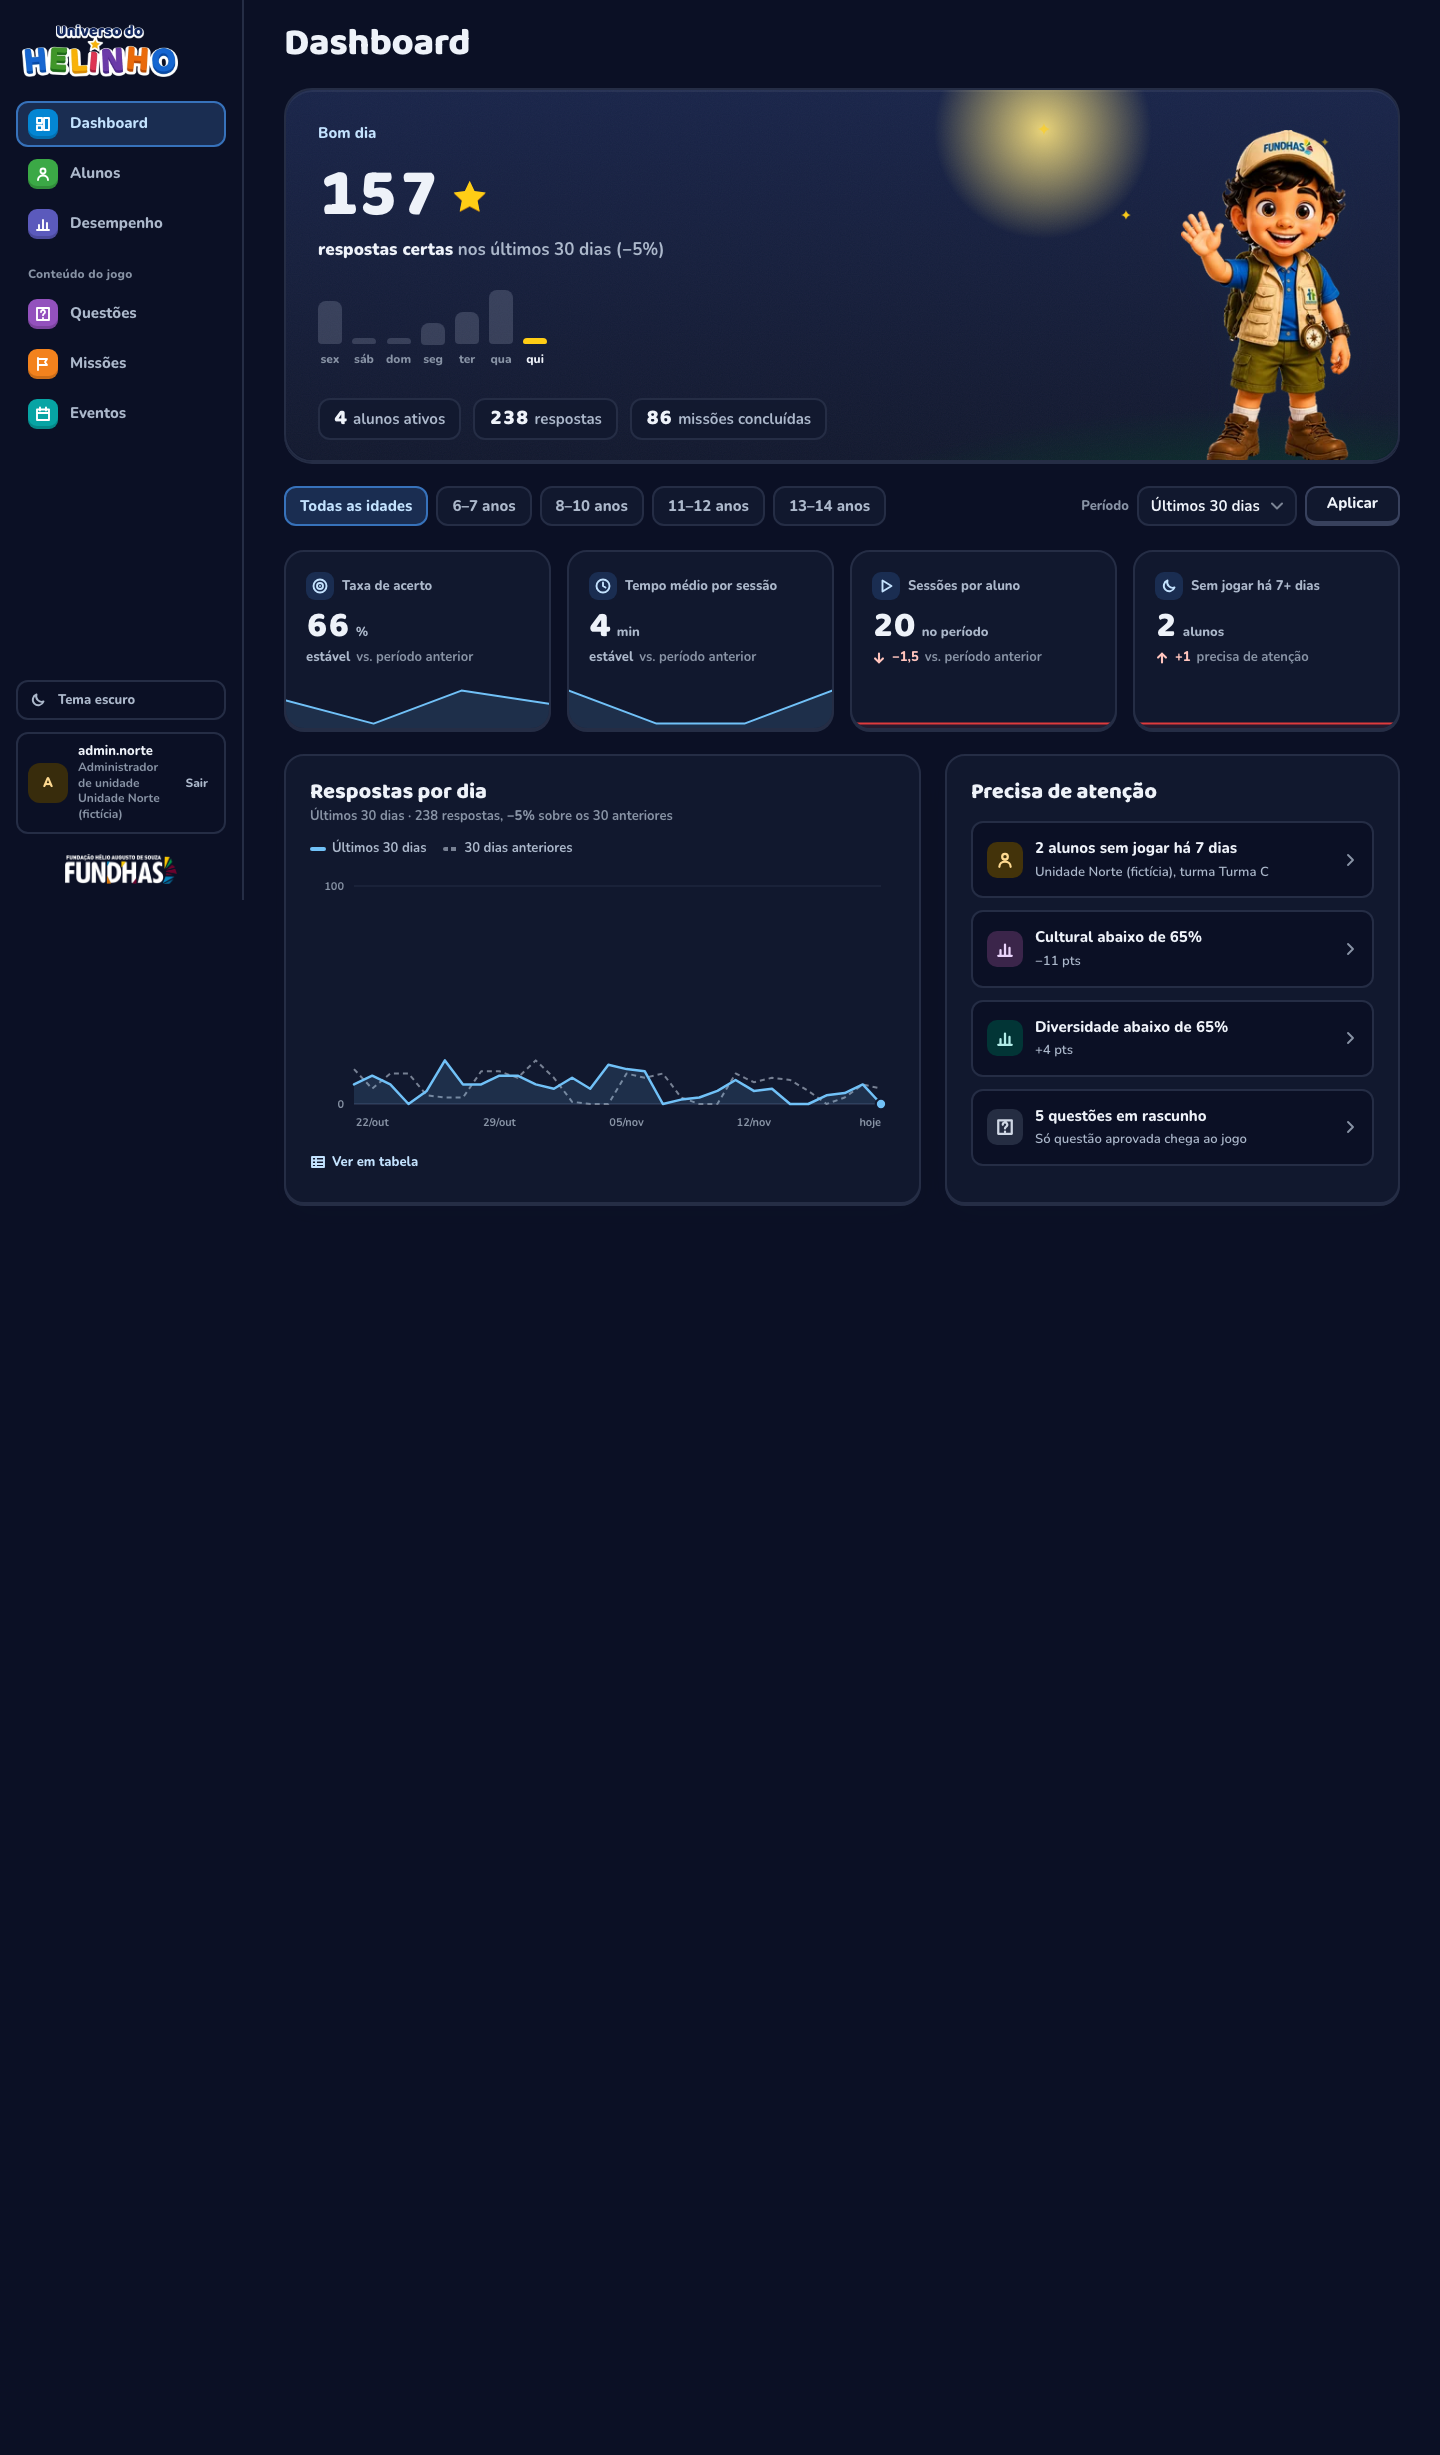 Universo do
HELINHO
Dashboard
Alunos
Desempenho
Conteúdo do jogo
Questões
Missões
Eventos
Tema escuro
A
admin.norte
Administrador
de unidade
Unidade Norte
(fictícia)
Sair
FUNDAÇÃO HÉLIO AUGUSTO DE SOUZA
FUNDHAS
Dashboard
Bom dia
157
respostas certas nos últimos 30 dias (−5%)
sex sáb dom seg ter qua qui
4 alunos ativos
238 respostas
86 missões concluídas
FUNDHAS
Todas as idades
6–7 anos
8–10 anos
11–12 anos
13–14 anos
Período
Últimos 30 dias
Aplicar
Taxa de acerto
66 %
estável vs. período anterior
Tempo médio por sessão
4 min
estável vs. período anterior
Sessões por aluno
20 no período
−1,5 vs. período anterior
Sem jogar há 7+ dias
2 alunos
+1 precisa de atenção
Respostas por dia
Últimos 30 dias · 238 respostas, −5% sobre os 30 anteriores
Últimos 30 dias
30 dias anteriores
100
0
22/out 29/out 05/nov 12/nov hoje
Ver em tabela
Precisa de atenção
2 alunos sem jogar há 7 dias
Unidade Norte (fictícia), turma Turma C
Cultural abaixo de 65%
−11 pts
Diversidade abaixo de 65%
+4 pts
5 questões em rascunho
Só questão aprovada chega ao jogo